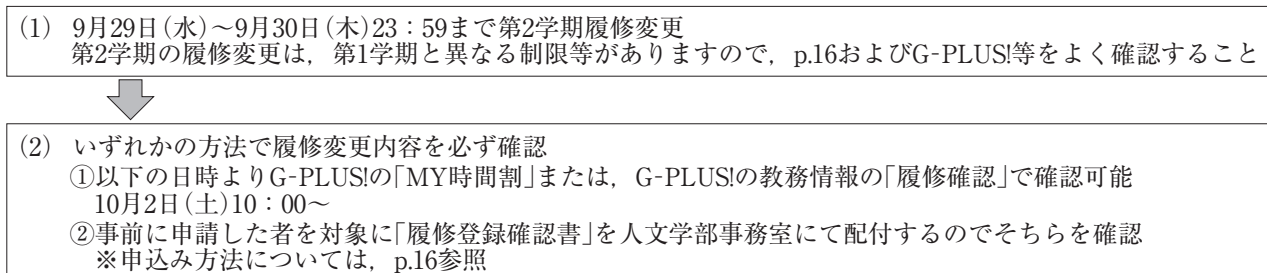 (1) 9月29日(水)～9月30日(木)23：59まで第2学期履修変更
第2学期の履修変更は，第1学期と異なる制限等がありますので，p.16およびG-PLUS!等をよく確認すること
(2) いずれかの方法で履修変更内容を必ず確認
①以下の日時よりG-PLUS!の「MY時間割」または，G-PLUS!の教務情報の「履修確認」で確認可能
10月2日(土)10：00～
②事前に申請した者を対象に「履修登録確認書」を人文学部事務室にて配付するのでそちらを確認
※申込み方法については，p.16参照